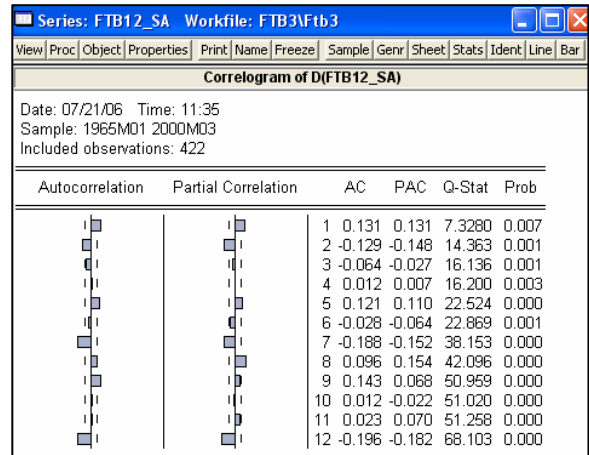 Series: FTB12_SA Workfile: FTB3\Ftb3
View Proc Object Properties Print Name Freeze Sample Genr Sheet Stats Ident Line Bar
Correlogram of D(FTB12_SA)
Date: 07/21/06 Time: 11:35
Sample: 1965M01 2000M03
Included observations: 422
Autocorrelation Partial Correlation AC PAC Q-Stat Prob
1 0.131 0.131 7.3280 0.007
2 -0.129 -0.148 14.363 0.001
3 -0.064 -0.027 16.136 0.001
4 0.012 0.007 16.200 0.003
5 0.121 0.110 22.524 0.000
6 -0.028 -0.064 22.869 0.001
7 -0.188 -0.152 38.153 0.000
8 0.096 0.154 42.096 0.000
9 0.143 0.068 50.959 0.000
10 0.012 -0.022 51.020 0.000
11 0.023 0.070 51.258 0.000
12 -0.196 -0.182 68.103 0.000